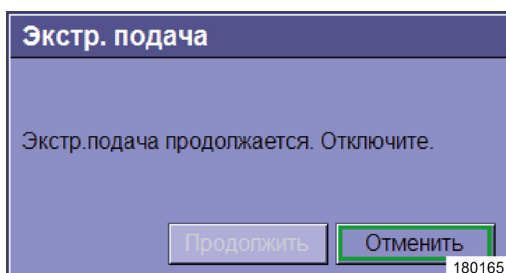 Экстр. подача
Экстр.подача продолжается. Отключите.
Продолжить Отменить
180165